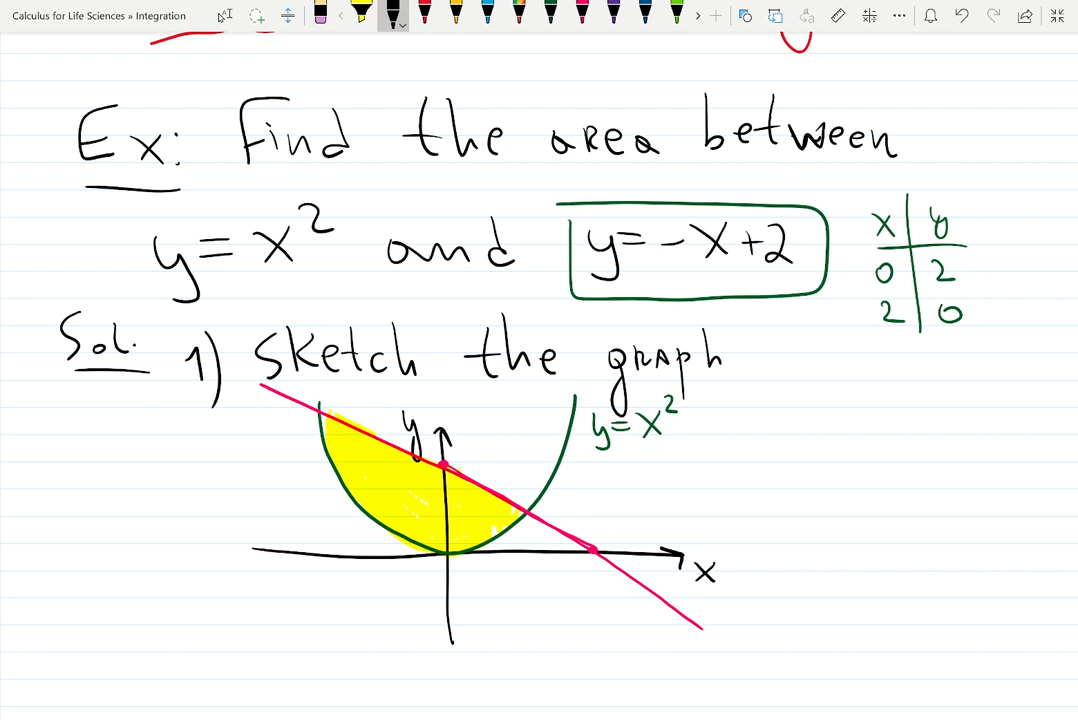 Calculus for Life Sciences » Integration
Ex: Find the area between
y = x² and y = -x+2
x y
0 2
2 0
Sol. 1) Sketch the graph
y = x²
y
x